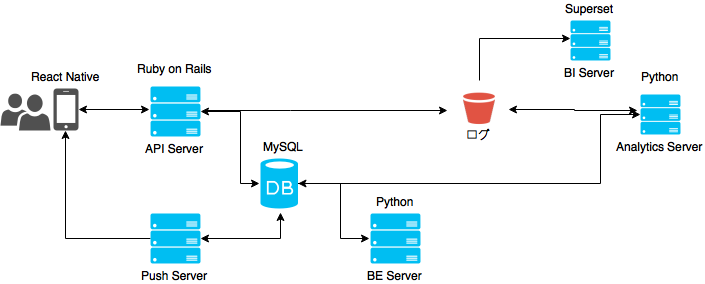 Superset
BI Server
React Native
Ruby on Rails
API Server
ログ
Python
Analytics Server
MySQL
DB
Python
BE Server
Push Server